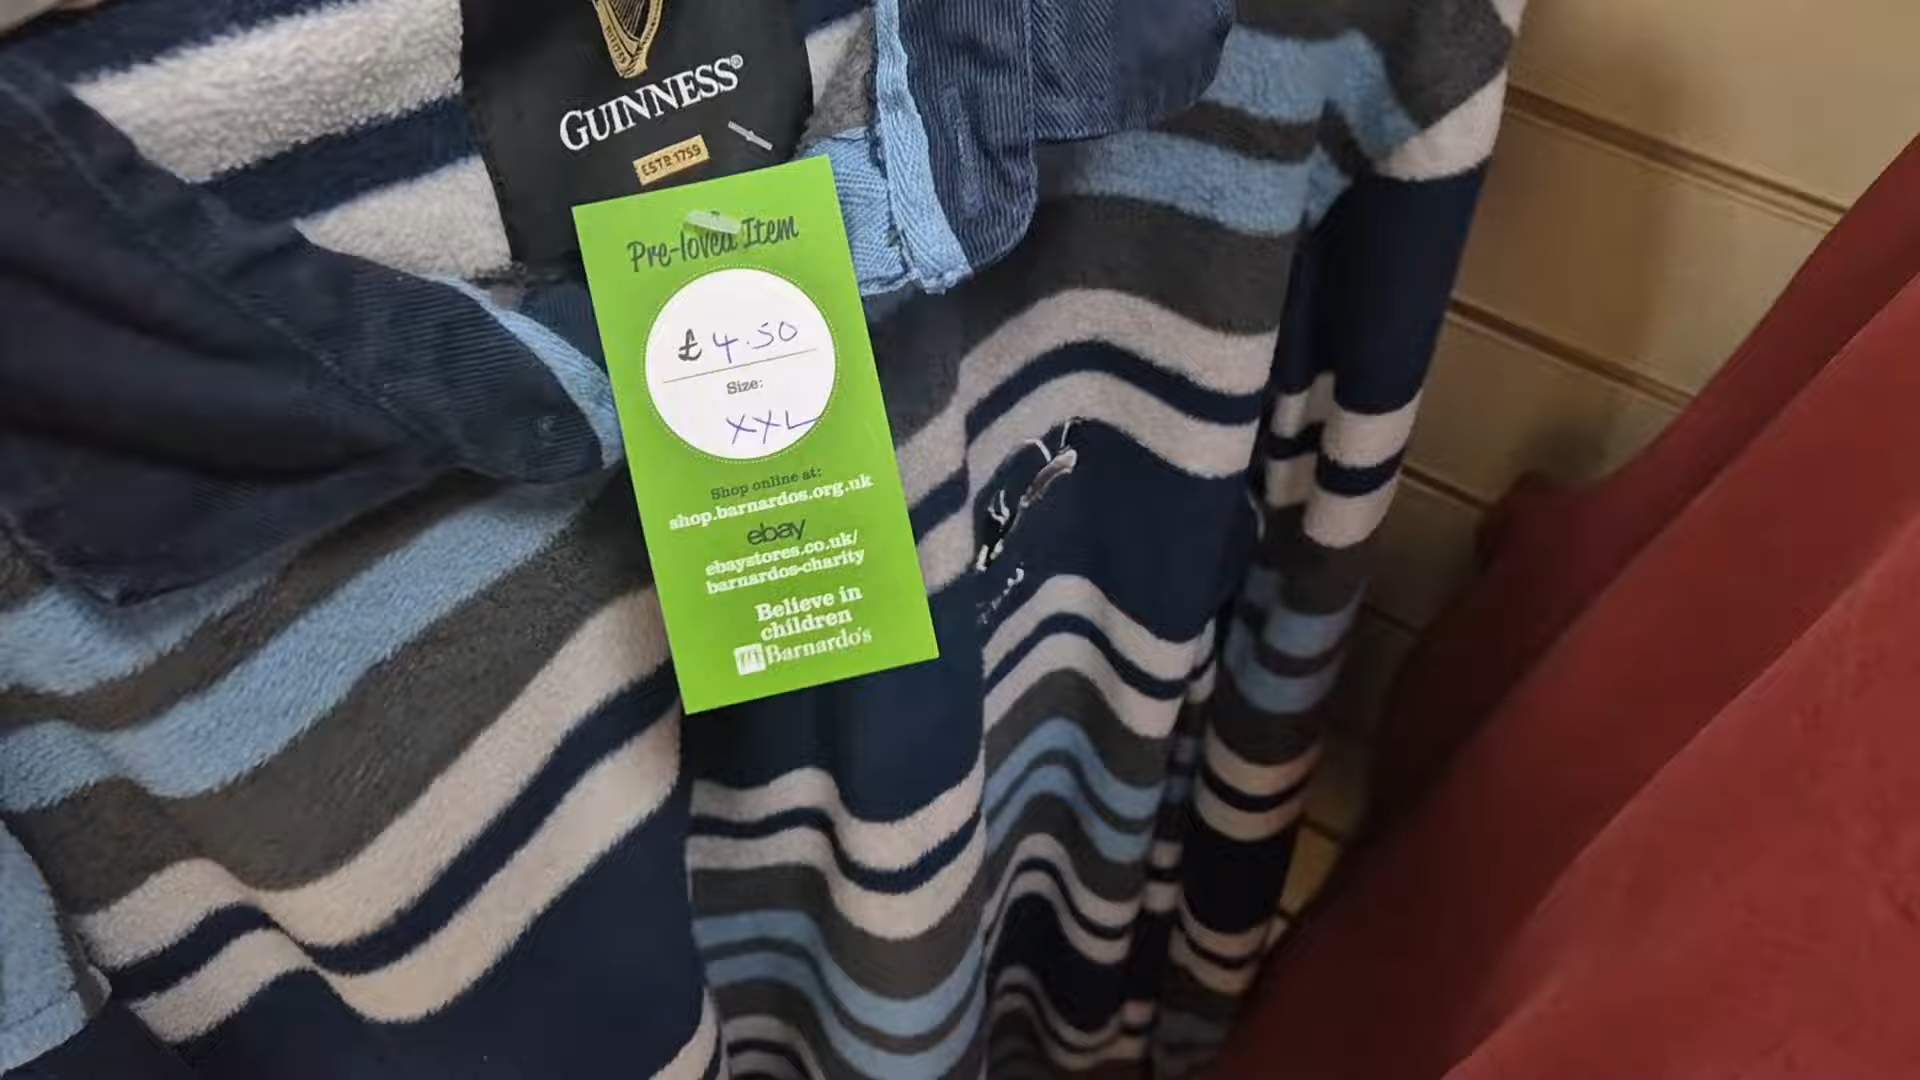 GUINNESS®
ESTD 1759
Pre-loved Item
£4.50
Size:
XXL
Shop online at:
shop.barnardos.org.uk
ebay
ebaystores.co.uk/
barnardos-charity
Believe in
children
Barnardo's